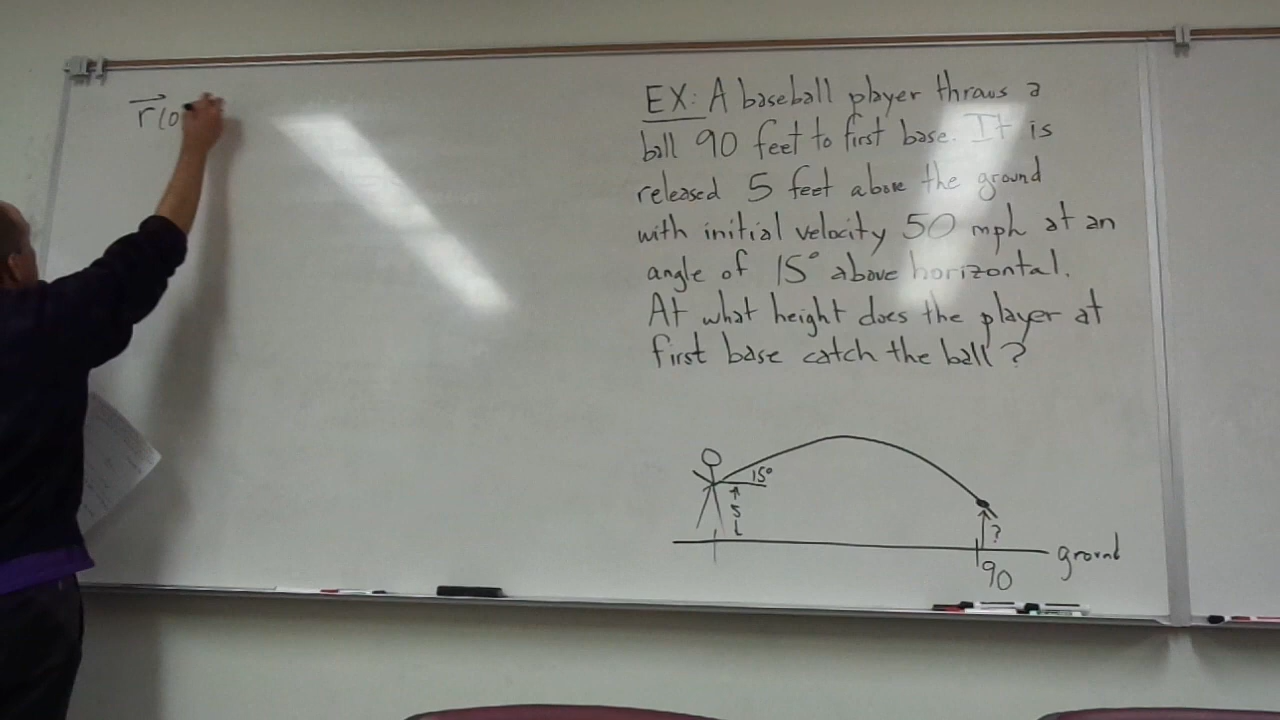 r(0
EX: A baseball player throws a
ball 90 feet to first base. It is
released 5 feet above the ground
with initial velocity 50 mph at an
angle of 15° above horizontal.
At what height does the player at
first base catch the ball?
15°
5
?
90
ground